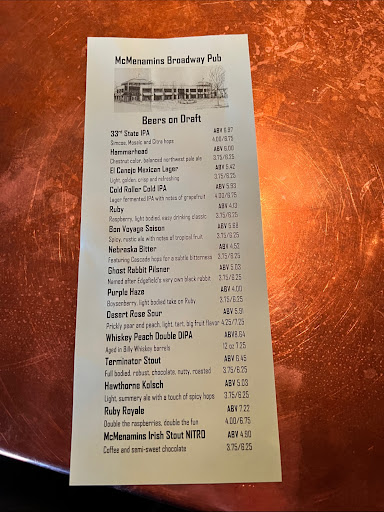 McMenamins Broadway Pub
Beers on Draft
33rd State IPA ABV 6.97
Simcoe, Mosaic and Citra hops 4.00/6.75
Hammerhead ABV 6.00
Chestnut color, balanced northwest pale ale 3.75/6.25
El Conejo Mexican Lager ABV 5.42
Light, golden, crisp and refreshing 3.75/6.25
Cold Roller Cold IPA ABV 5.93
Lager fermented IPA with notes of grapefruit 4.00/6.75
Ruby ABV 4.12
Raspberry, light bodied, easy drinking classic 3.75/6.25
Bon Voyage Saison ABV 5.68
Spicy, rustic ale with notes of tropical fruit 3.75/6.25
Nebraska Bitter ABV 4.52
Featuring Cascade hops for a subtle bitterness 3.75/6.25
Ghost Rabbit Pilsner ABV 5.03
Named after Edgefield's very own black rabbit 3.75/6.25
Purple Haze ABV 4.00
Boysenberry, light bodied take on Ruby 3.75/6.25
Desert Rose Sour ABV 5.91
Prickly pear and peach, light, tart, big fruit flavor 4.25/7.25
Whiskey Peach Double DIPA ABV8.64
Aged in Billy Whiskey barrels 12 oz 7.25
Terminator Stout ABV 6.45
Full bodied, robust, chocolate, nutty, roasted 3.75/6.25
Hawthorne Kolsch ABV 5.03
Light, summery ale with a touch of spicy hops 3.75/6.25
Ruby Royale ABV 7.22
Double the raspberries, double the fun 4.00/6.75
McMenamins Irish Stout NITRO ABV 4.90
Coffee and semi-sweet chocolate 3.75/6.25